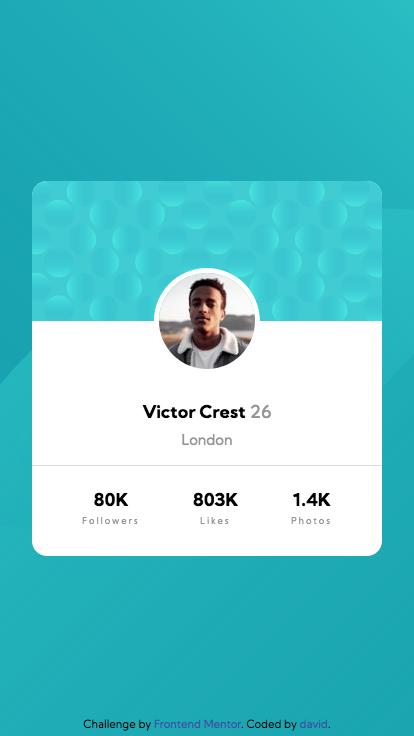 Victor Crest 26
London
80K 803K 1.4K
Followers Likes Photos
Challenge by Frontend Mentor. Coded by david.